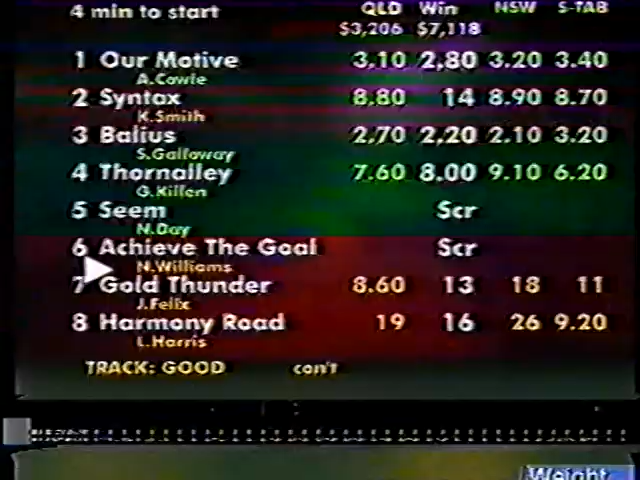 4 min to start QLD Win NSW S-TAB
$3,206 $7,118
1 Our Motive 3.10 2,80 3.20 3.40
A.Cowie
2 Syntax 8.80 14 8.90 8.70
K.Smith
3 Balius 2,70 2,20 2.10 3.20
S.Galloway
4 Thornalley 7.60 8.00 9.10 6.20
G.Killen
5 Seem Scr
N.Day
6 Achieve The Goal Scr
N.Williams
7 Gold Thunder 8.60 13 18 11
J.Felix
8 Harmony Road 19 16 26 9.20
L.Harris
TRACK: GOOD con't
Weight